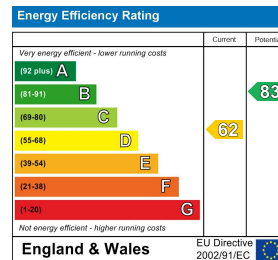 Energy Efficiency Rating
Current
Potentia
Very energy efficient - lower running costs
(92 plus) A
(81-91) B
(69-80) C
(55-68) D
(39-54) E
(21-38) F
(1-20) G
62
83
Not energy efficient - higher running costs
England & Wales
EU Directive
2002/91/EC